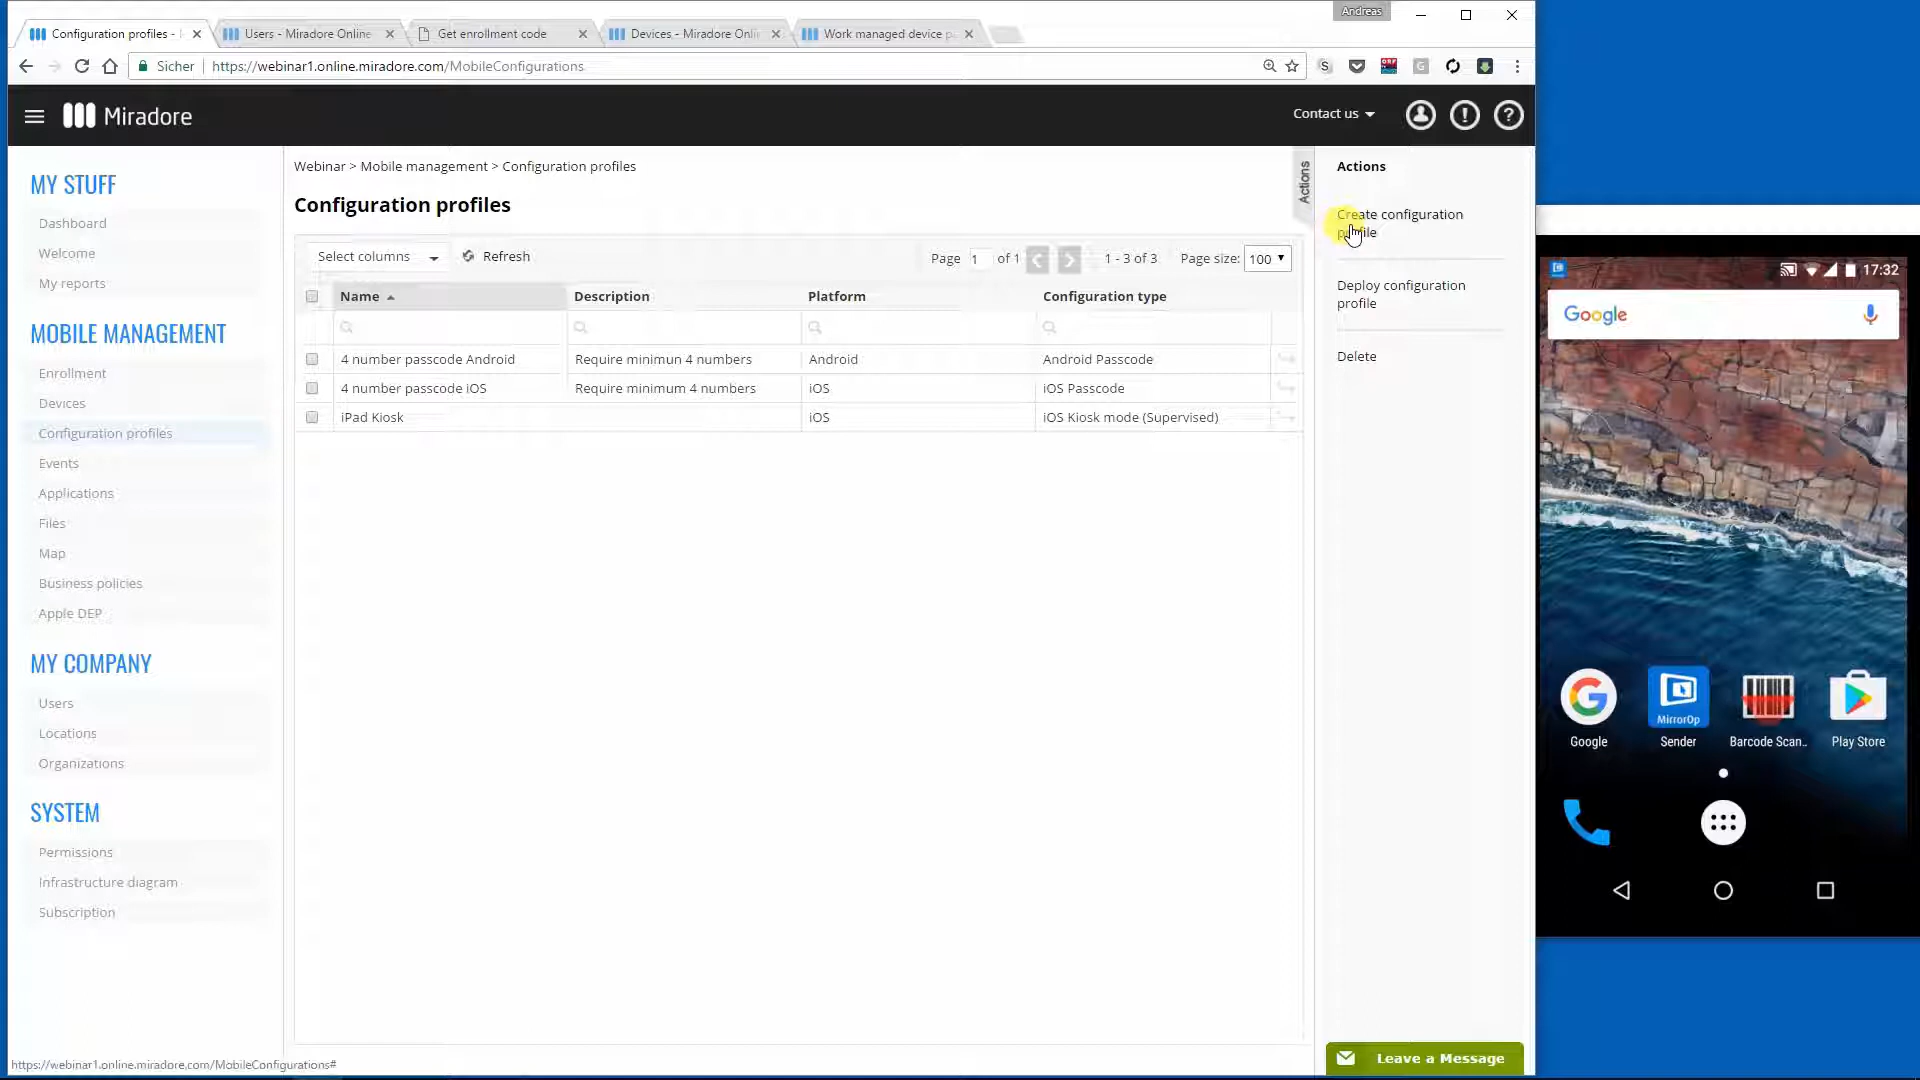 Andreas
Configuration profiles -
Users - Miradore Online
Get enrollment code
Devices - Miradore Onli
Work managed device p
Sicher
https://webinar1.online.miradore.com/MobileConfigurations
Miradore
Contact us
MY STUFF
Dashboard
Welcome
My reports
MOBILE MANAGEMENT
Enrollment
Devices
Configuration profiles
Events
Applications
Files
Map
Business policies
Apple DEP
MY COMPANY
Users
Locations
Organizations
SYSTEM
Permissions
Infrastructure diagram
Subscription
Webinar > Mobile management > Configuration profiles
Configuration profiles
Select columns
Refresh
Page 1 of 1
1 - 3 of 3
Page size: 100
Name Description Platform Configuration type
4 number passcode Android Require minimun 4 numbers Android Android Passcode
4 number passcode iOS Require minimum 4 numbers iOS iOS Passcode
iPad Kiosk iOS iOS Kiosk mode (Supervised)
Actions
Actions
Create configuration
profile
Deploy configuration
profile
Delete
Leave a Message
https://webinar1.online.miradore.com/MobileConfigurations#
17:32
Google
MirrorOp
Google
Sender
Barcode Scan..
Play Store